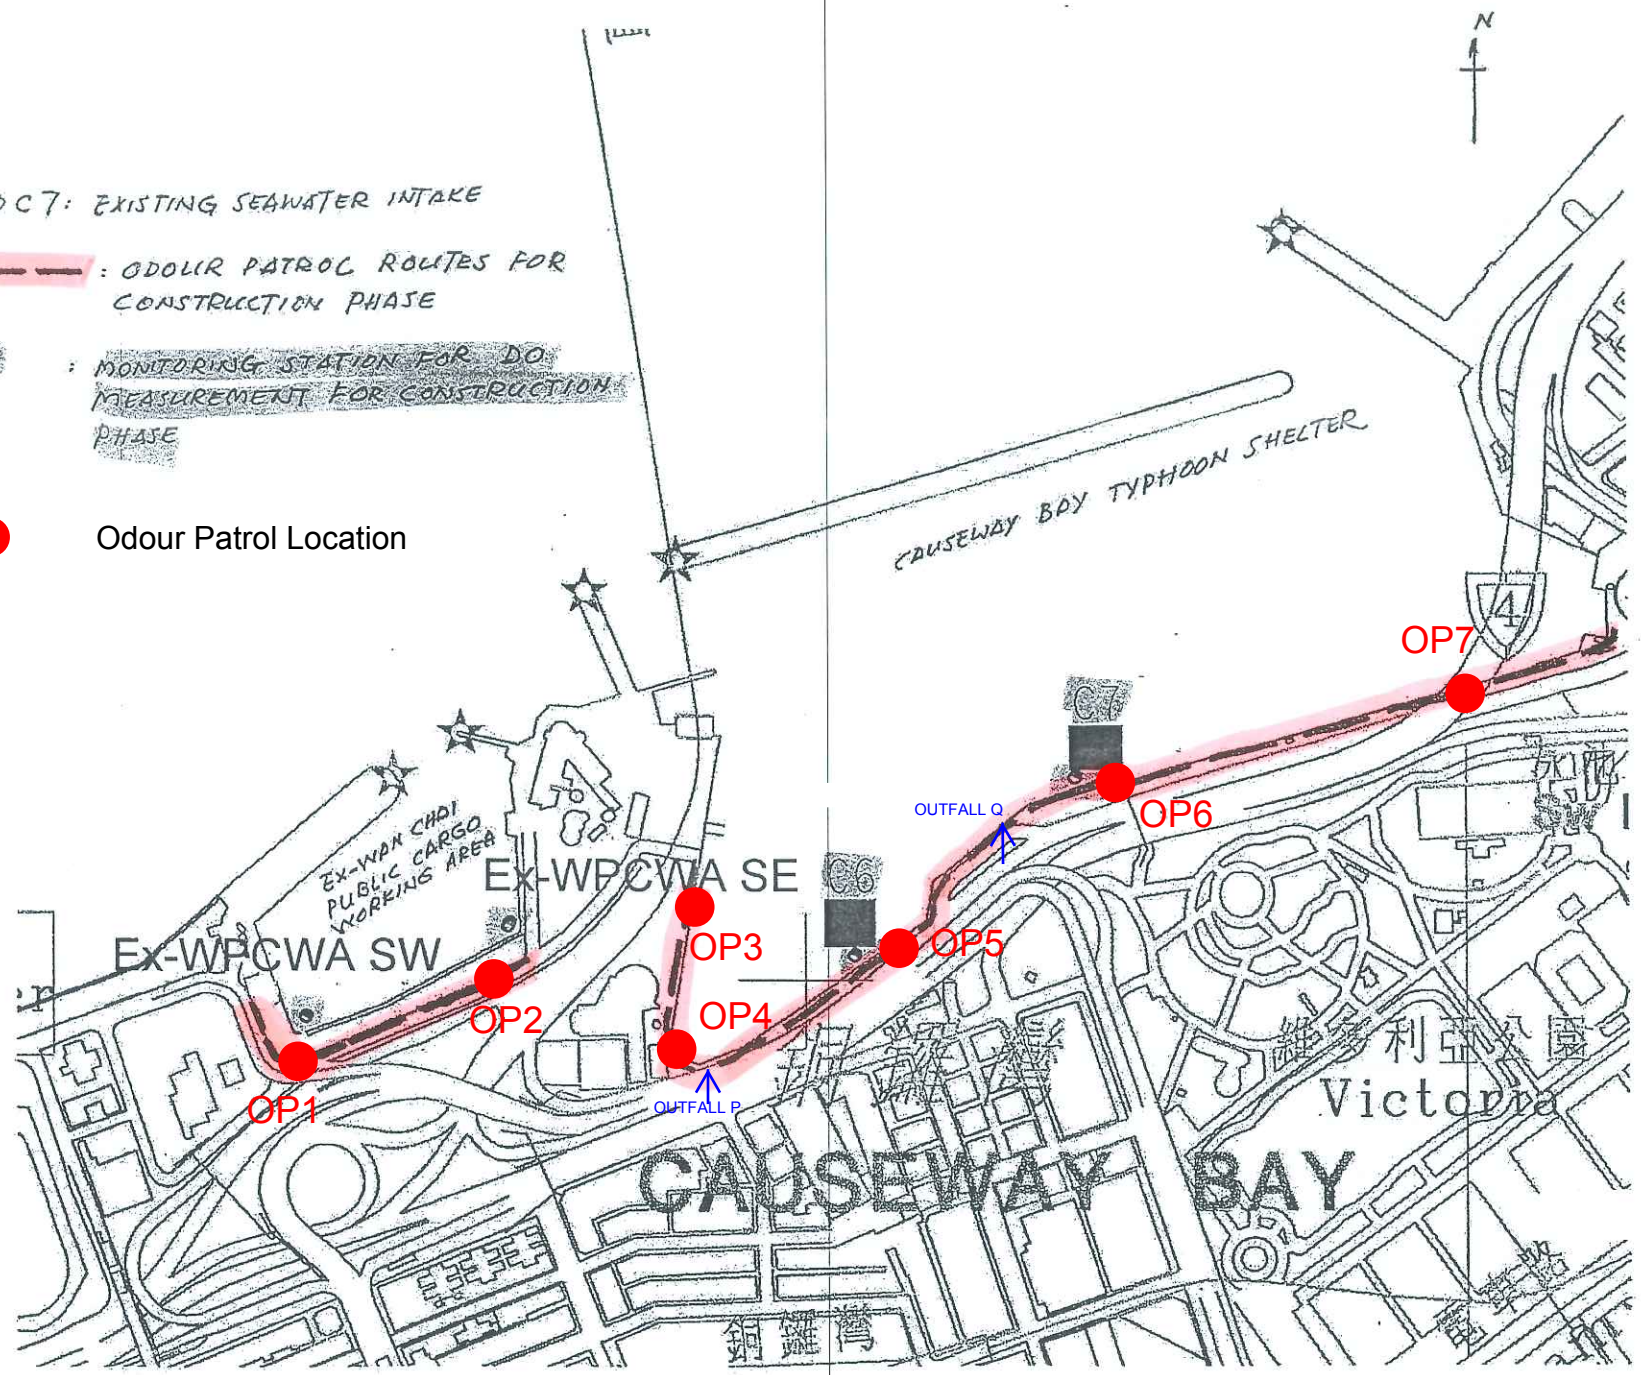 N
C7: EXISTING SEAWATER INTAKE
: ODOUR PATROL ROUTES FOR
CONSTRUCTION PHASE
: MONITORING STATION FOR DO
MEASUREMENT FOR CONSTRUCTION
PHASE
Odour Patrol Location
CAUSEWAY BAY TYPHOON SHELTER
4
OP7
C7
OP6
OUTFALL Q
EX-WAN CHAI
PUBLIC CARGO
WORKING AREA
Ex-WPCWA SE
C6
OP3
OP5
Ex-WPCWA SW
OP2
OP4
OP1
OUTFALL P
維多利亞公園
Victoria
CAUSEWAY BAY
銅鑼灣